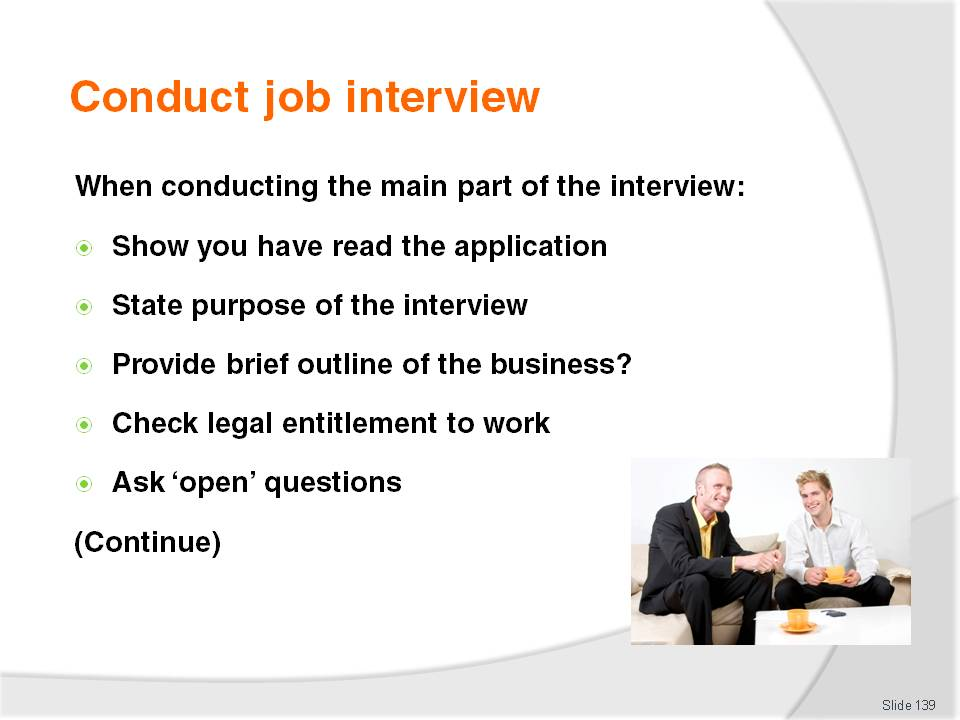 Conduct job interview
When conducting the main part of the interview:
Show you have read the application
State purpose of the interview
Provide brief outline of the business?
Check legal entitlement to work
Ask ‘open’ questions
(Continue)
Slide 139